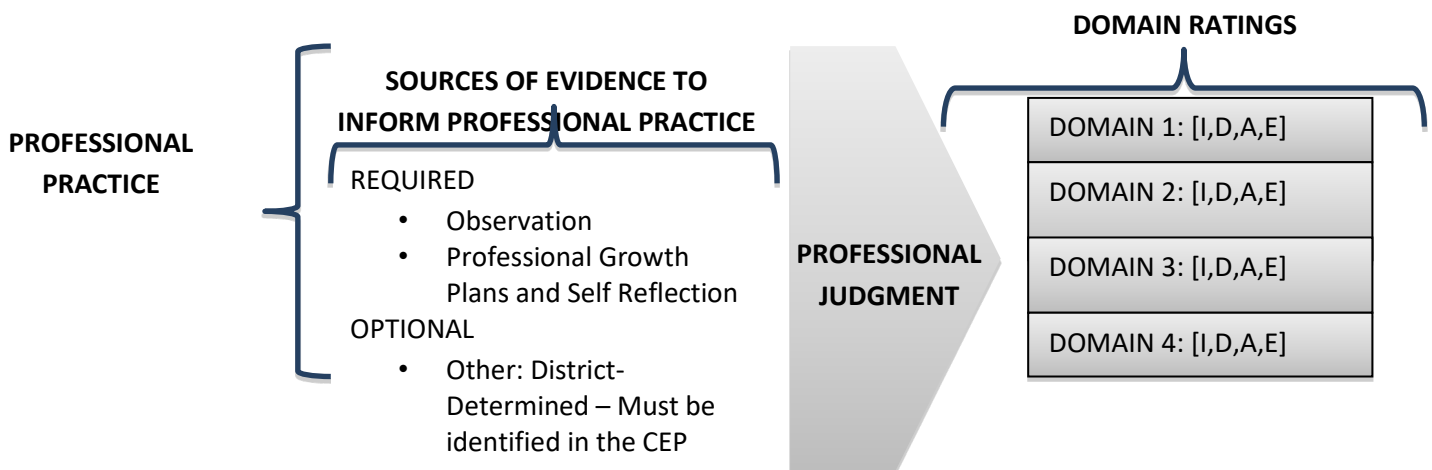 PROFESSIONAL
PRACTICE
SOURCES OF EVIDENCE TO
INFORM PROFESSIONAL PRACTICE
REQUIRED
• Observation
• Professional Growth
Plans and Self Reflection
OPTIONAL
• Other: District-
Determined – Must be
identified in the CEP
PROFESSIONAL
JUDGMENT
DOMAIN RATINGS
DOMAIN 1: [I,D,A,E]
DOMAIN 2: [I,D,A,E]
DOMAIN 3: [I,D,A,E]
DOMAIN 4: [I,D,A,E]